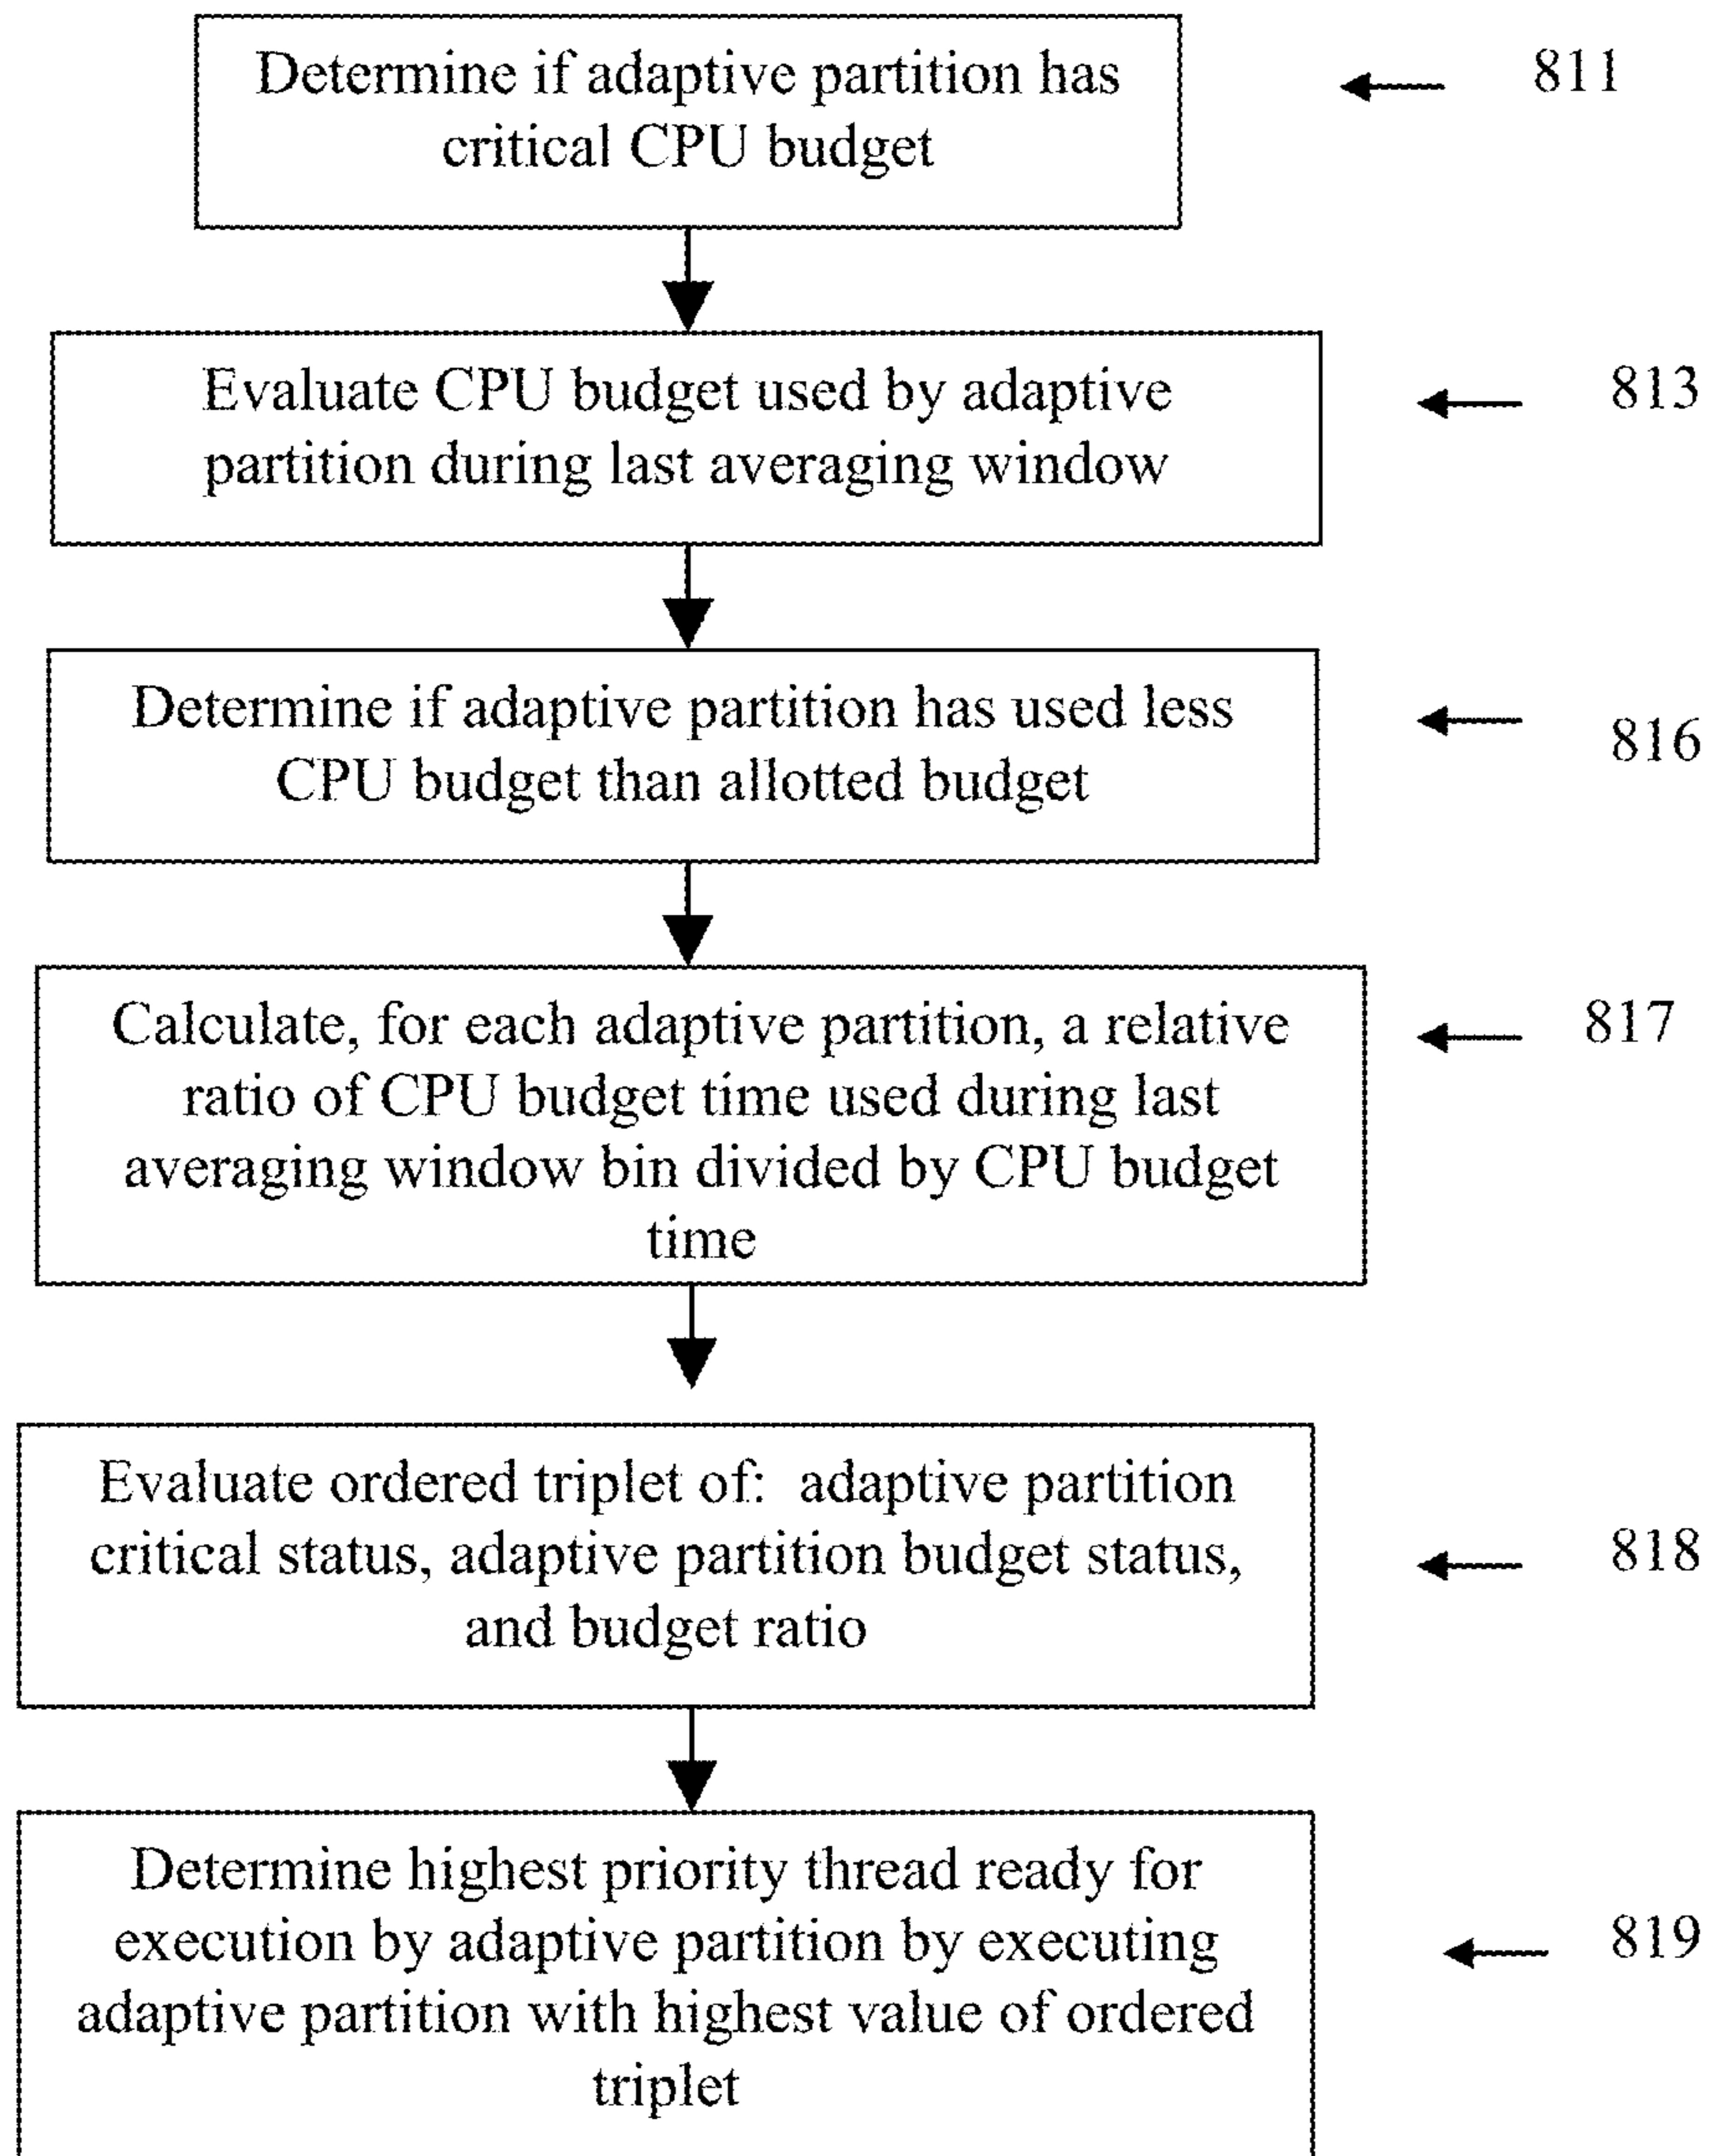 Determine if adaptive partition has
critical CPU budget
811
Evaluate CPU budget used by adaptive
partition during last averaging window
813
Determine if adaptive partition has used less
CPU budget than allotted budget
816
Calculate, for each adaptive partition, a relative
ratio of CPU budget time used during last
averaging window bin divided by CPU budget
time
817
Evaluate ordered triplet of:  adaptive partition
critical status, adaptive partition budget status,
and budget ratio
818
Determine highest priority thread ready for
execution by adaptive partition by executing
adaptive partition with highest value of ordered
triplet
819